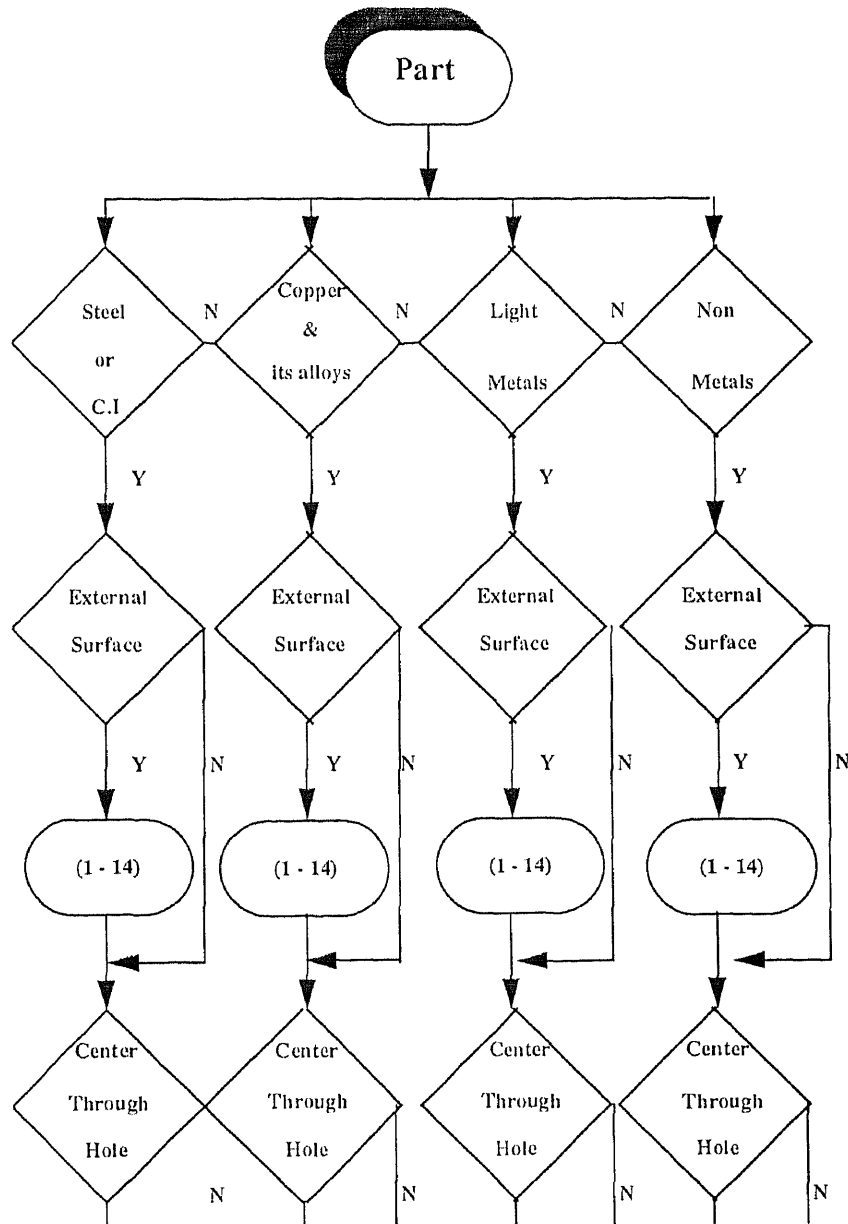 Part
Steel
or
C.I
N
Copper
&
its alloys
N
Light
Metals
N
Non
Metals
Y
Y
Y
Y
External
Surface
External
Surface
External
Surface
External
Surface
Y
N
Y
N
Y
N
Y
N
(1 - 14)
(1 - 14)
(1 - 14)
(1 - 14)
Center
Through
Hole
Center
Through
Hole
Center
Through
Hole
Center
Through
Hole
N
N
N
N